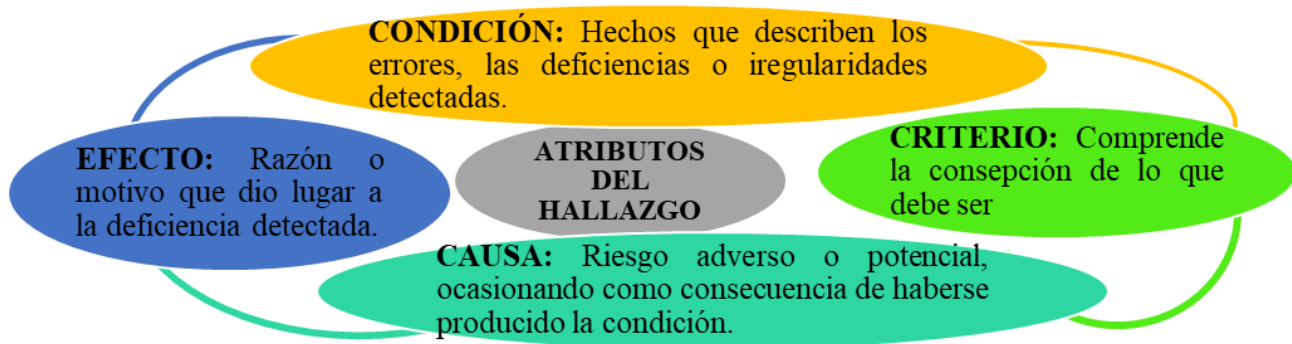 CONDICIÓN: Hechos que describen los
errores, las deficiencias o iregularidades
detectadas.
EFECTO: Razón o
motivo que dio lugar a
la deficiencia detectada.
ATRIBUTOS
DEL
HALLAZGO
CRITERIO: Comprende
la consepción de lo que
debe ser
CAUSA: Riesgo adverso o potencial,
ocasionando como consecuencia de haberse
producido la condición.